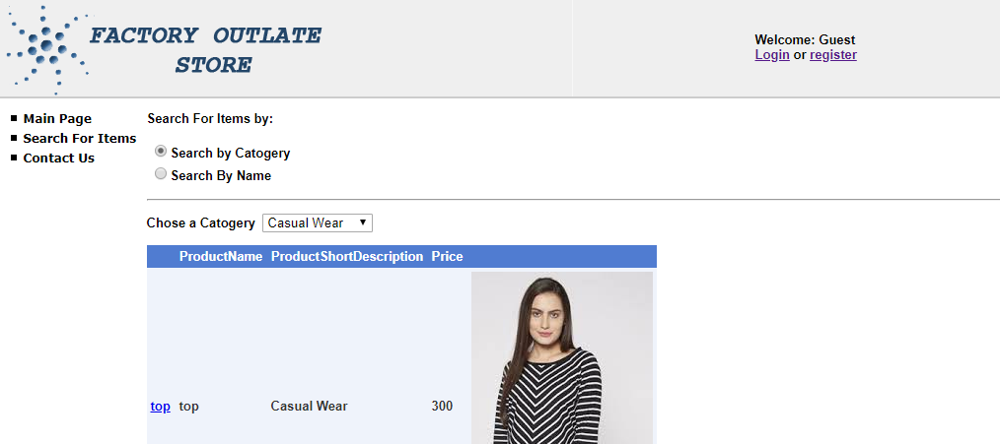 FACTORY OUTLATE
STORE
Welcome: Guest
Login or register
Main Page
Search For Items
Contact Us
Search For Items by:
Search by Catogery
Search By Name
Chose a Catogery Casual Wear
ProductName ProductShortDescription Price
top top Casual Wear 300